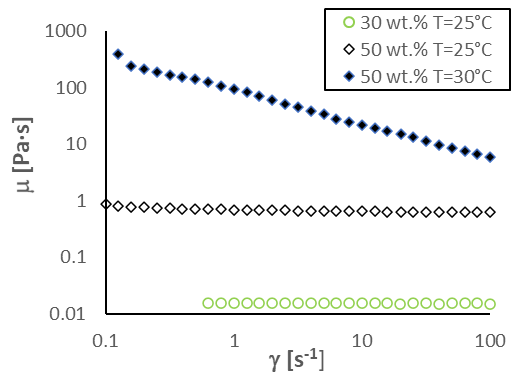 30 wt.% T=25°C
50 wt.% T=25°C
50 wt.% T=30°C
1000
100
10
1
0.1
0.01
μ [Pa·s]
0.1 1 10 100
γ [s⁻¹]